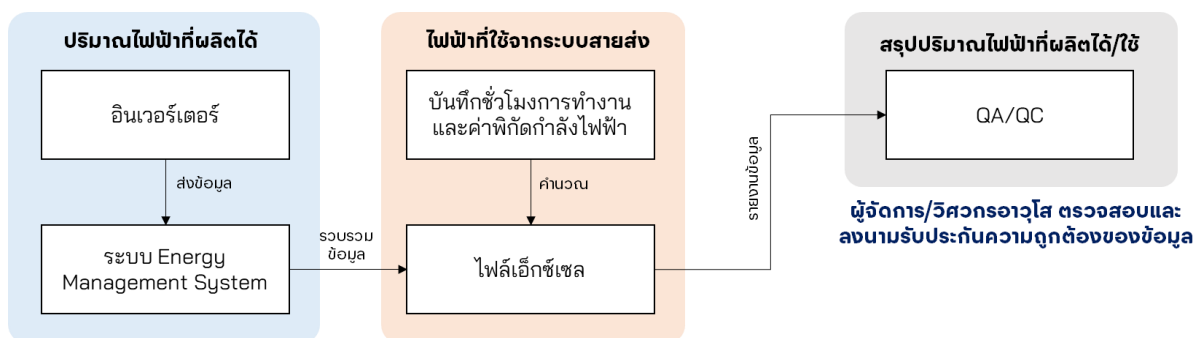 ปริมาณไฟฟ้าที่ผลิตได้
อินเวอร์เตอร์
ส่งข้อมูล
ระบบ Energy
Management System
รวบรวม
ข้อมูล
ไฟฟ้าที่ใช้จากระบบสายส่ง
บันทึกชั่วโมงการทำงาน
และค่าพิกัดกำลังไฟฟ้า
คำนวณ
ไฟล์เอ็กซ์เซล
รายงานข้อมูล
สรุปปริมาณไฟฟ้าที่ผลิตได้/ใช้
QA/QC
ผู้จัดการ/วิศวกรอาวุโส ตรวจสอบและ
ลงนามรับประกันความถูกต้องของข้อมูล